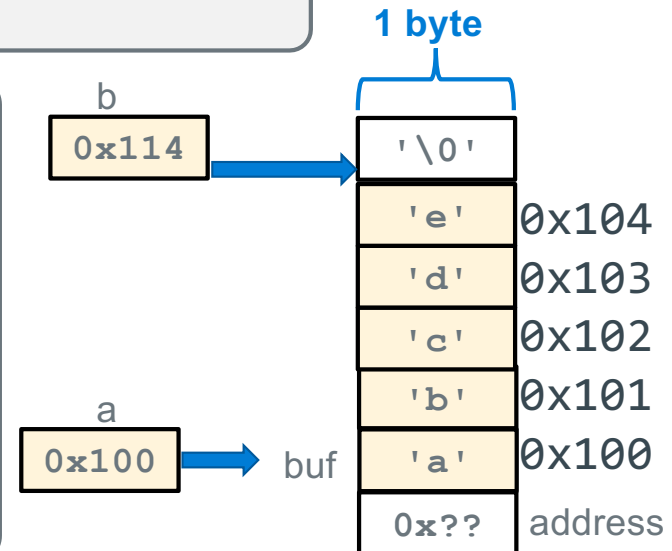 1 byte
b
0x114
'\0'
'e' 0x104
'd' 0x103
'c' 0x102
'b' 0x101
a
0x100
buf 'a' 0x100
0x?? address